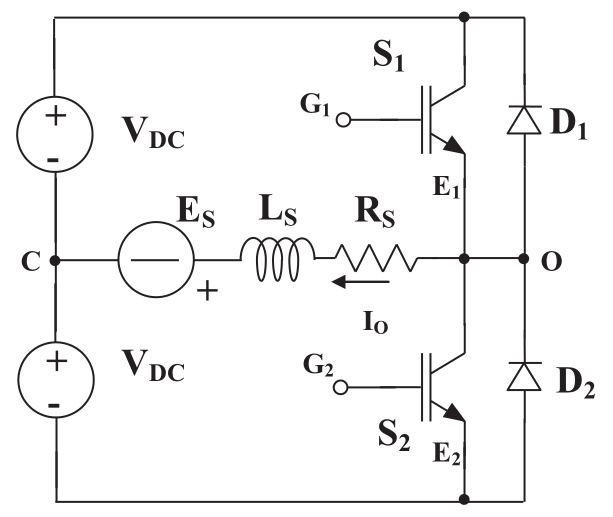 S1
G1
D1
+
VDC
-
E1
ES
LS
RS
C
O
+
IO
+
VDC
-
G2
D2
S2
E2